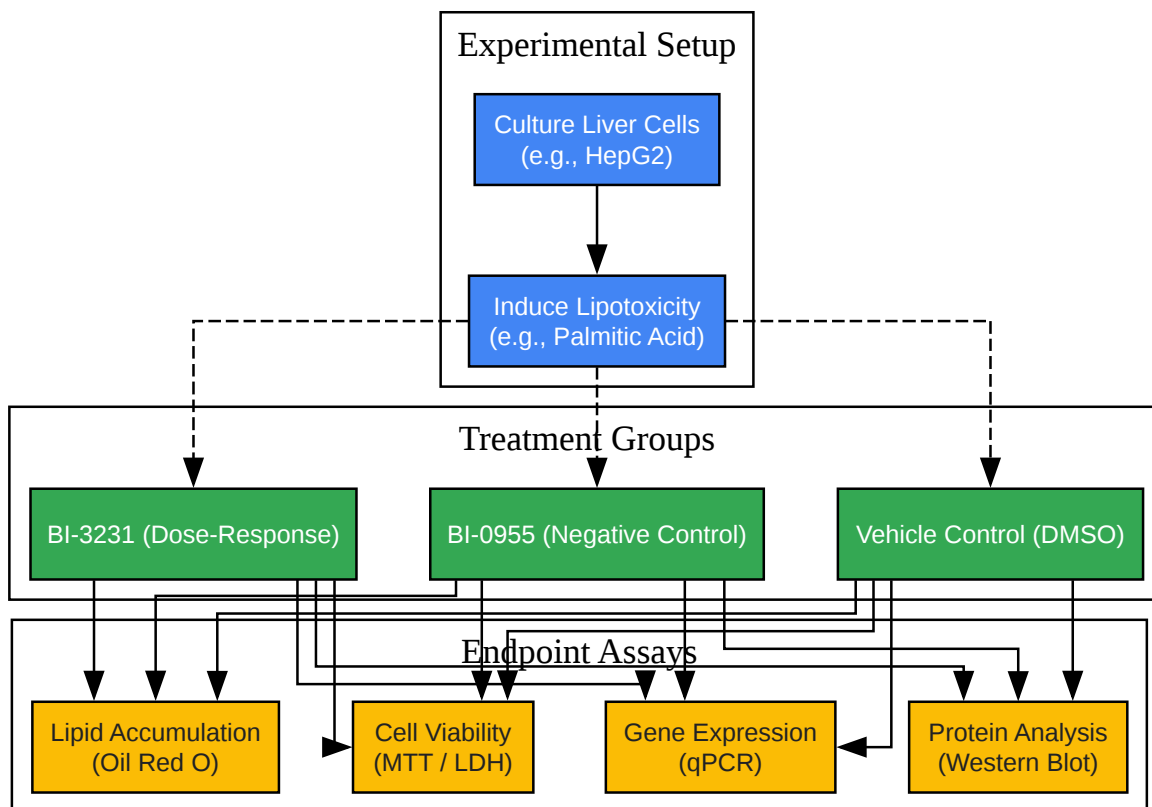 Experimental Setup
Culture Liver Cells
(e.g., HepG2)
Induce Lipotoxicity
(e.g., Palmitic Acid)
Treatment Groups
BI-3231 (Dose-Response)
BI-0955 (Negative Control)
Vehicle Control (DMSO)
Endpoint Assays
Lipid Accumulation
(Oil Red O)
Cell Viability
(MTT / LDH)
Gene Expression
(qPCR)
Protein Analysis
(Western Blot)